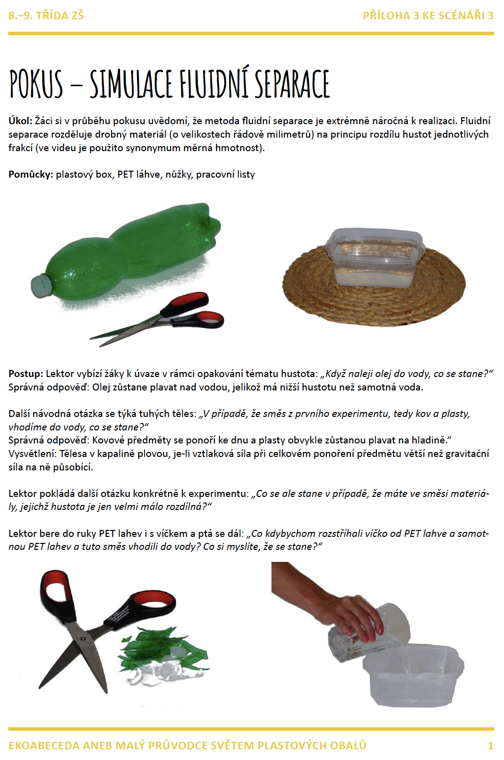 8.–9. TŘÍDA ZŠ
PŘÍLOHA 3 KE SCÉNÁŘI 3
POKUS – SIMULACE FLUIDNÍ SEPARACE
Úkol: Žáci si v průběhu pokusu uvědomí, že metoda fluidní separace je extrémně náročná k realizaci. Fluidní
separace rozděluje drobný materiál (o velikostech řádově milimetrů) na principu rozdílu hustot jednotlivých
frakcí (ve videu je použito synonymum měrná hmotnost).
Pomůcky: plastový box, PET láhve, nůžky, pracovní listy
Postup: Lektor vybízí žáky k úvaze v rámci opakování tématu hustota: „Když naleji olej do vody, co se stane?“
Správná odpověď: Olej zůstane plavat nad vodou, jelikož má nižší hustotu než samotná voda.
Další návodná otázka se týká tuhých těles: „V případě, že směs z prvního experimentu, tedy kov a plasty,
vhodíme do vody, co se stane?“
Správná odpověď: Kovové předměty se ponoří ke dnu a plasty obvykle zůstanou plavat na hladině.“
Vysvětlení: Tělesa v kapalině plovou, je-li vztlaková síla při celkovém ponoření předmětu větší než gravitační
síla na ně působící.
Lektor pokládá další otázku konkrétně k experimentu: „Co se ale stane v případě, že máte ve směsi materiá-
ly, jejichž hustota je jen velmi málo rozdílná?“
Lektor bere do ruky PET lahev i s víčkem a ptá se dál: „Co kdybychom rozstříhali víčko od PET lahve a samot-
nou PET lahev a tuto směs vhodili do vody? Co si myslíte, že se stane?“
EKOABECEDA ANEB MALÝ PRŮVODCE SVĚTEM PLASTOVÝCH OBALŮ
1